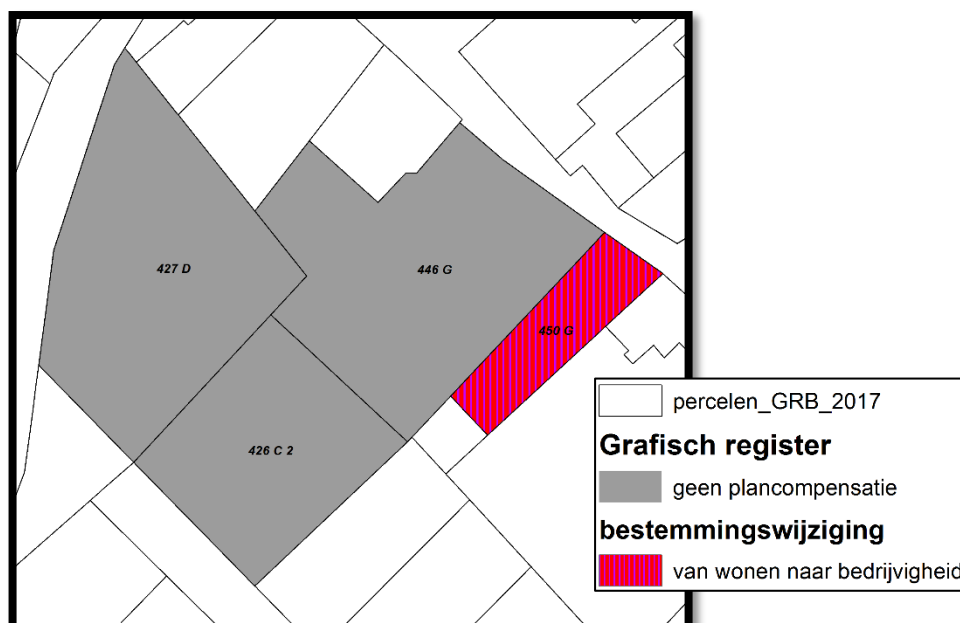 427 D
446 G
450 G
426 C 2
percelen_GRB_2017
Grafisch register
geen plancompensatie
bestemmingswijziging
van wonen naar bedrijvigheid